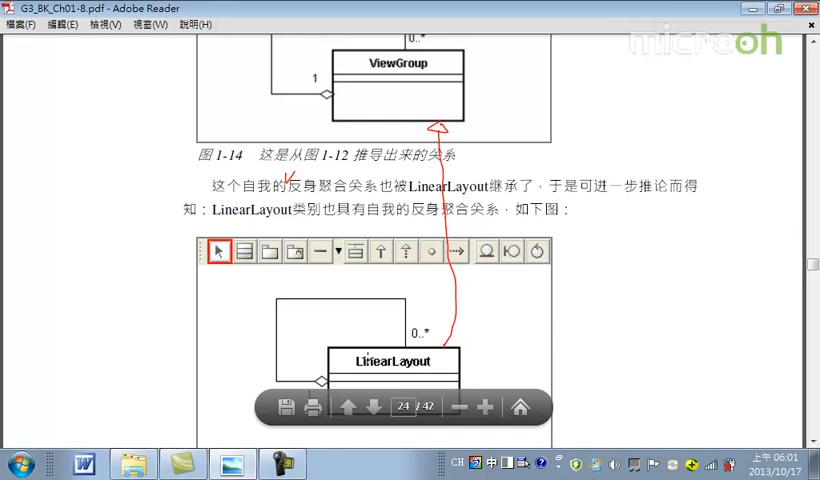 G3_BK_Ch01-8.pdf - Adobe Reader
檔案(F) 編輯(E) 檢視(V) 視窗(W) 說明(H)
microoh
0..*
ViewGroup
1
图 1-14 这是从图 1-12 推导出来的关系
这个自我的反身聚合关系也被LinearLayout继承了，于是可进一步推论而得
知：LinearLayout类别也具有自我的反身聚合关系，如下图：
0..*
LinearLayout
24 / 42
CH 中
上午 06:01
2013/10/17